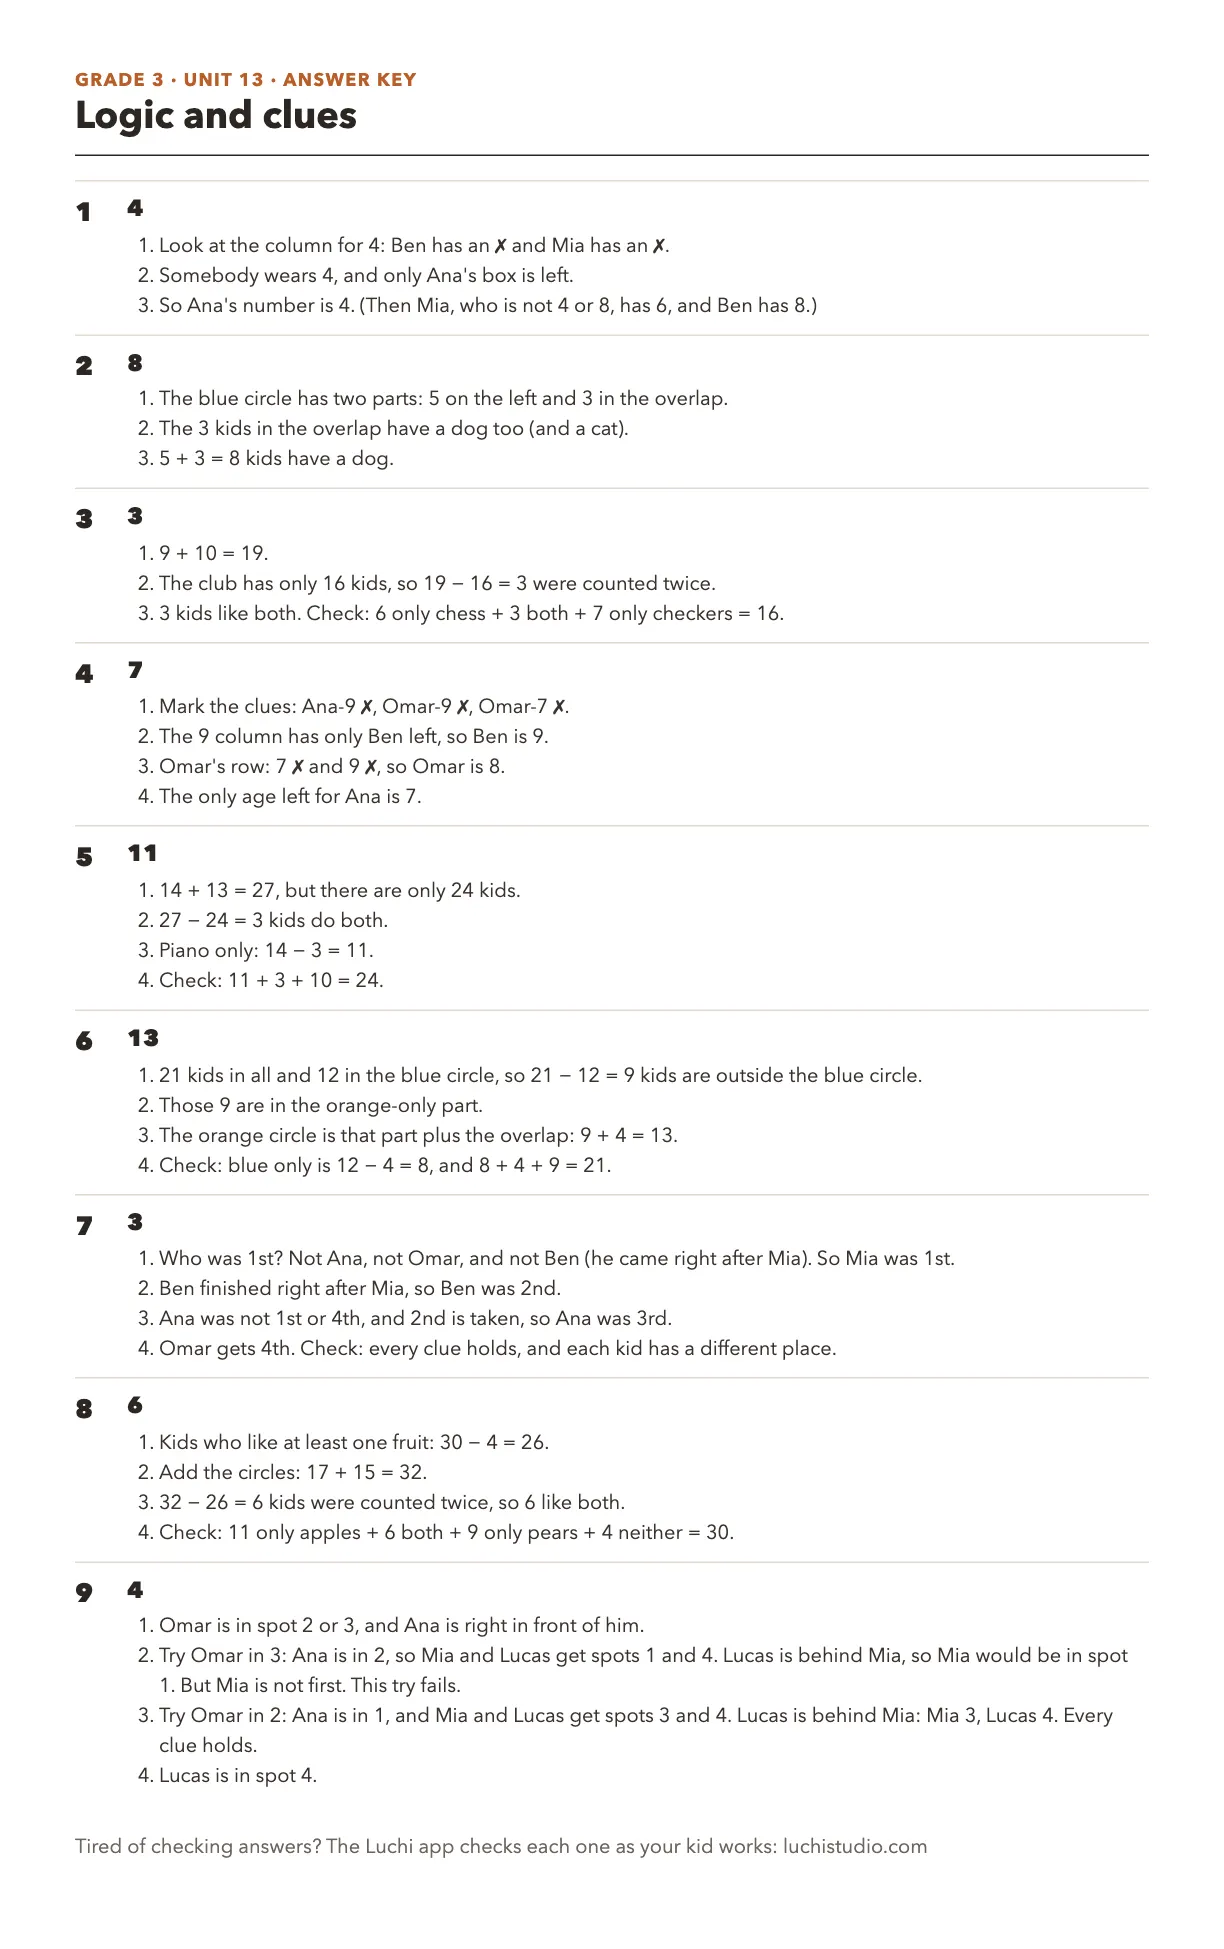 GRADE 3 · UNIT 13 · ANSWER KEY
Logic and clues
1 4
1. Look at the column for 4: Ben has an ✗ and Mia has an ✗.
2. Somebody wears 4, and only Ana's box is left.
3. So Ana's number is 4. (Then Mia, who is not 4 or 8, has 6, and Ben has 8.)
2 8
1. The blue circle has two parts: 5 on the left and 3 in the overlap.
2. The 3 kids in the overlap have a dog too (and a cat).
3. 5 + 3 = 8 kids have a dog.
3 3
1. 9 + 10 = 19.
2. The club has only 16 kids, so 19 − 16 = 3 were counted twice.
3. 3 kids like both. Check: 6 only chess + 3 both + 7 only checkers = 16.
4 7
1. Mark the clues: Ana-9 ✗, Omar-9 ✗, Omar-7 ✗.
2. The 9 column has only Ben left, so Ben is 9.
3. Omar's row: 7 ✗ and 9 ✗, so Omar is 8.
4. The only age left for Ana is 7.
5 11
1. 14 + 13 = 27, but there are only 24 kids.
2. 27 − 24 = 3 kids do both.
3. Piano only: 14 − 3 = 11.
4. Check: 11 + 3 + 10 = 24.
6 13
1. 21 kids in all and 12 in the blue circle, so 21 − 12 = 9 kids are outside the blue circle.
2. Those 9 are in the orange-only part.
3. The orange circle is that part plus the overlap: 9 + 4 = 13.
4. Check: blue only is 12 − 4 = 8, and 8 + 4 + 9 = 21.
7 3
1. Who was 1st? Not Ana, not Omar, and not Ben (he came right after Mia). So Mia was 1st.
2. Ben finished right after Mia, so Ben was 2nd.
3. Ana was not 1st or 4th, and 2nd is taken, so Ana was 3rd.
4. Omar gets 4th. Check: every clue holds, and each kid has a different place.
8 6
1. Kids who like at least one fruit: 30 − 4 = 26.
2. Add the circles: 17 + 15 = 32.
3. 32 − 26 = 6 kids were counted twice, so 6 like both.
4. Check: 11 only apples + 6 both + 9 only pears + 4 neither = 30.
9 4
1. Omar is in spot 2 or 3, and Ana is right in front of him.
2. Try Omar in 3: Ana is in 2, so Mia and Lucas get spots 1 and 4. Lucas is behind Mia, so Mia would be in spot
1. But Mia is not first. This try fails.
3. Try Omar in 2: Ana is in 1, and Mia and Lucas get spots 3 and 4. Lucas is behind Mia: Mia 3, Lucas 4. Every
clue holds.
4. Lucas is in spot 4.
Tired of checking answers? The Luchi app checks each one as your kid works: luchistudio.com